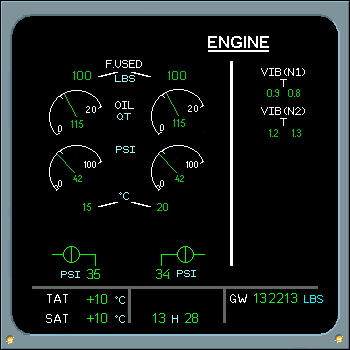 ENGINE
F.USED
100 LBS 100
VIB(N1)
0.9 0.8
VIB(N2)
1.2 1.3
20 OIL 20
115 QT 115
0 0
PSI
100 100
42 42
0 0
15 °C 20
PSI 35 34 PSI
TAT +10 °C GW 132213 LBS
SAT +10 °C 13 H 28